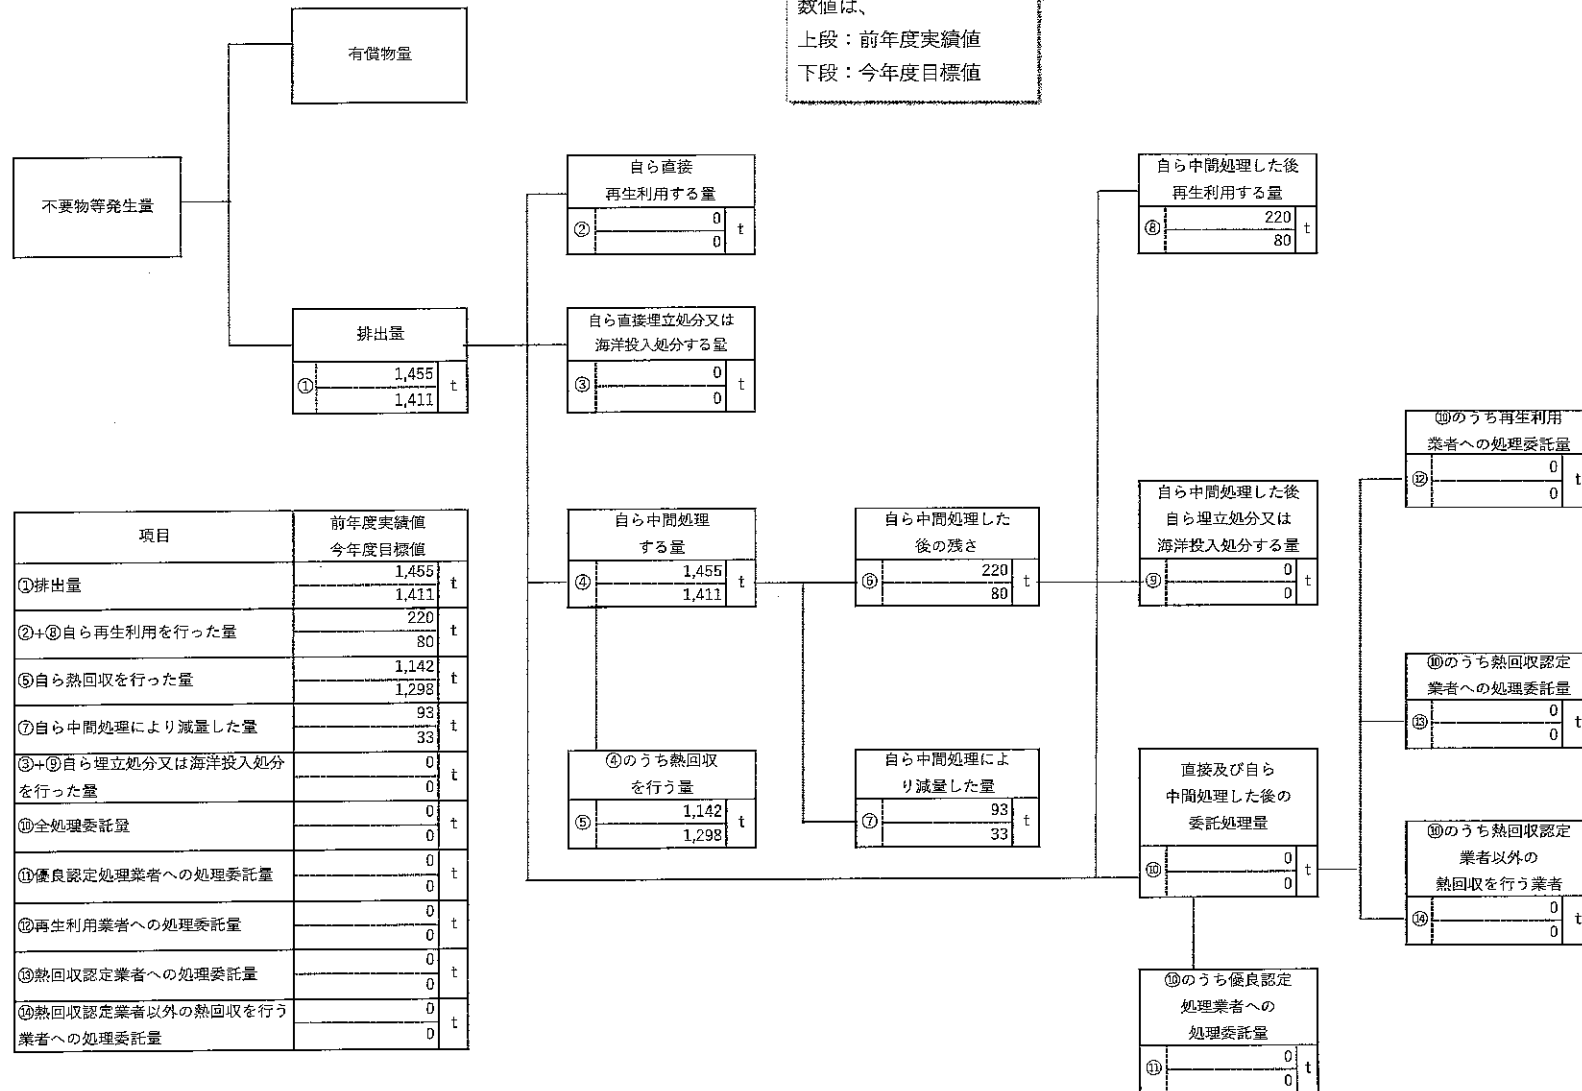 数値は、
上段：前年度実績値
下段：今年度目標値
有償物量
不要物等発生量
排出量
①
1,455
1,411
t
自ら直接
再生利用する量
②
0
0
t
自ら直接埋立処分又は
海洋投入処分する量
③
0
0
t
自ら中間処理
する量
④
1,455
1,411
t
④のうち熱回収
を行う量
⑤
1,142
1,298
t
自ら中間処理した
後の残さ
⑥
220
80
t
自ら中間処理によ
り減量した量
⑦
93
33
t
自ら中間処理した後
再生利用する量
⑧
220
80
t
自ら中間処理した後
自ら埋立処分又は
海洋投入処分する量
⑨
0
0
t
直接及び自ら
中間処理した後の
委託処理量
⑩
0
0
t
⑩のうち優良認定
処理業者への
処理委託量
⑪
0
0
t
⑩のうち再生利用
業者への処理委託量
⑫
0
0
t
⑩のうち熱回収認定
業者への処理委託量
⑬
0
0
t
⑩のうち熱回収認定
業者以外の
熱回収を行う業者
⑭
0
0
t
項目
前年度実績値
今年度目標値
①排出量
1,455
1,411
t
②+⑧自ら再生利用を行った量
220
80
t
⑤自ら熱回収を行った量
1,142
1,298
t
⑦自ら中間処理により減量した量
93
33
t
③+⑨自ら埋立処分又は海洋投入処分
を行った量
0
0
t
⑩全処理委託量
0
0
t
⑪優良認定処理業者への処理委託量
0
0
t
⑫再生利用業者への処理委託量
0
0
t
⑬熱回収認定業者への処理委託量
0
0
t
⑭熱回収認定業者以外の熱回収を行う
業者への処理委託量
0
0
t